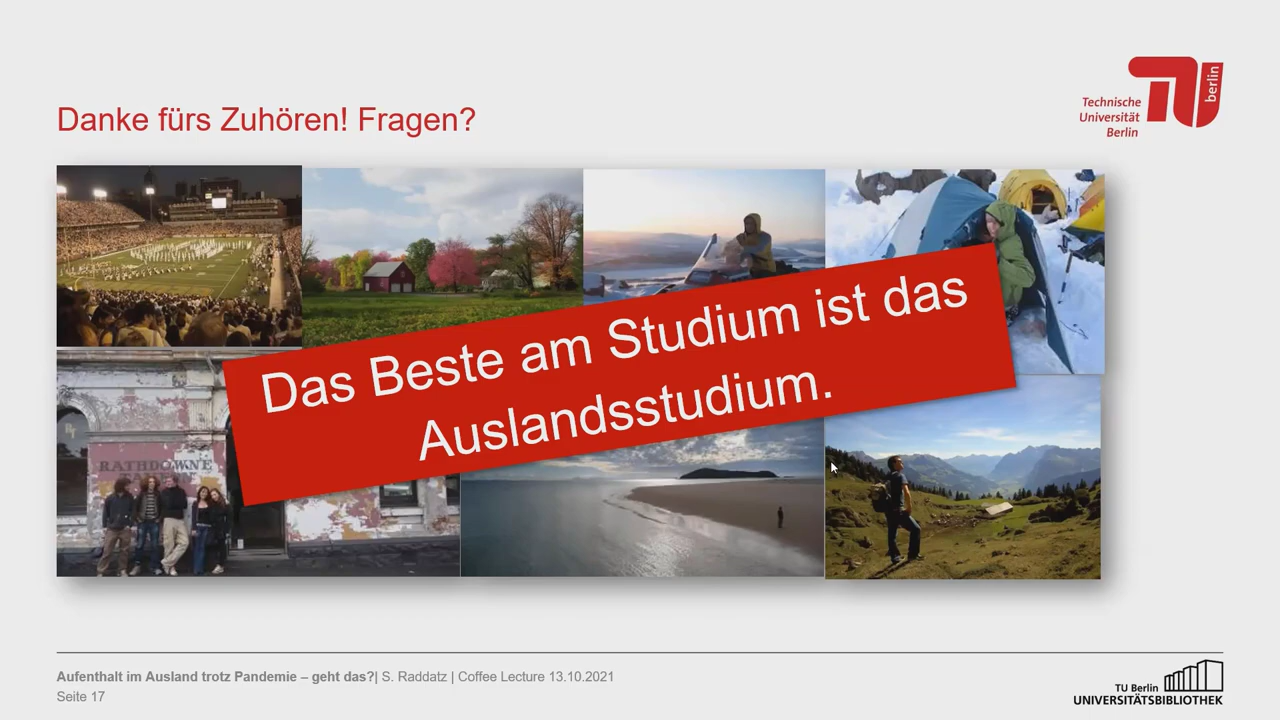 Danke fürs Zuhören! Fragen?
Technische
Universität
Berlin
berlin
Das Beste am Studium ist das
Auslandsstudium.
RATHDOWNE
Aufenthalt im Ausland trotz Pandemie – geht das?| S. Raddatz | Coffee Lecture 13.10.2021
Seite 17
TU Berlin
UNIVERSITÄTSBIBLIOTHEK